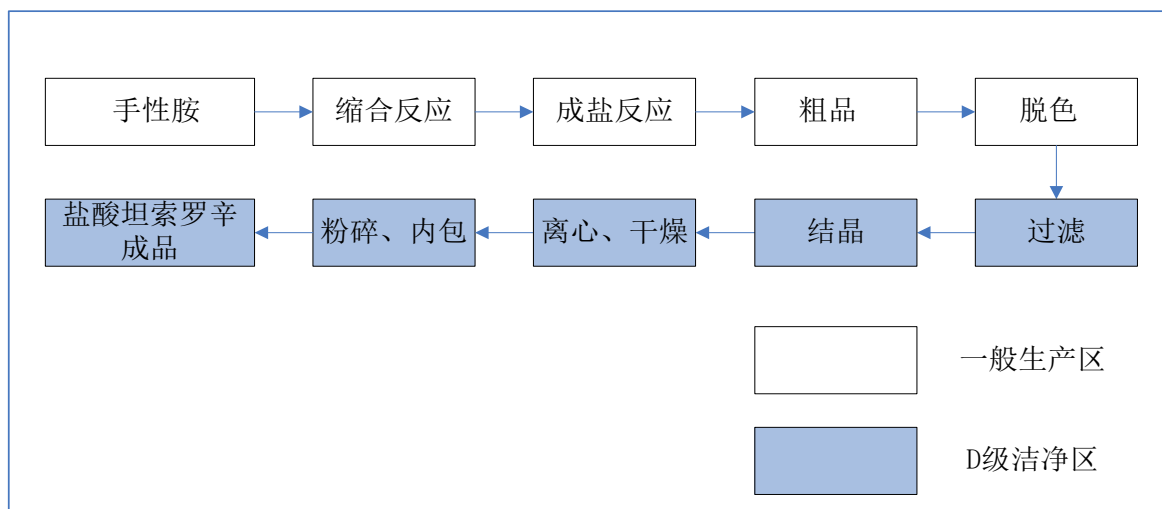 手性胺
缩合反应
成盐反应
粗品
脱色
盐酸坦索罗辛
成品
粉碎、内包
离心、干燥
结晶
过滤
一般生产区
D级洁净区